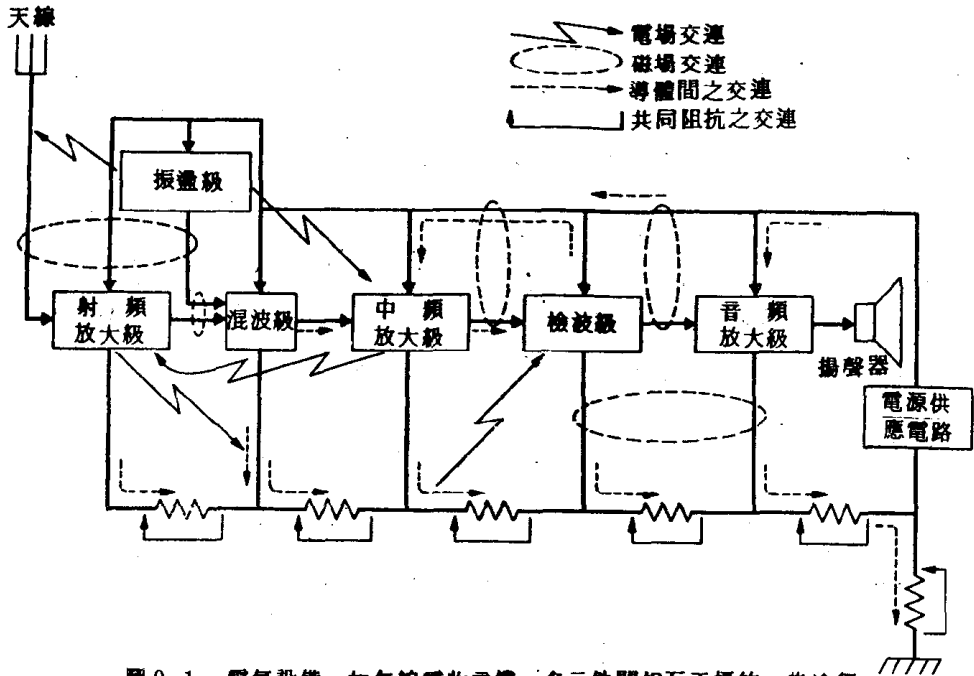 天線
電場交連
磁場交連
導體間之交連
共同阻抗之交連
振盪級
射頻
放大級
混波級
中頻
放大級
檢波級
音頻
放大級
揚聲器
電源供
應電路